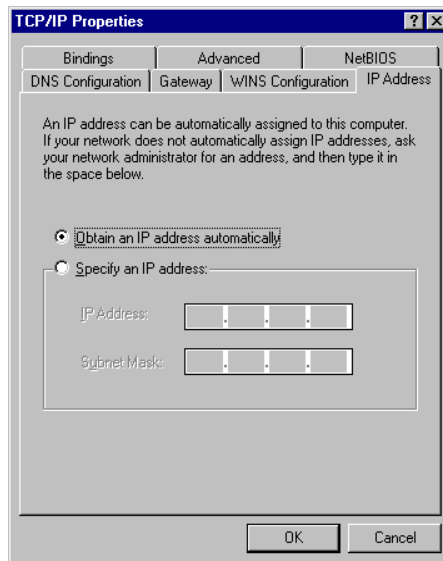 TCP/IP Properties
Bindings Advanced NetBIOS
DNS Configuration Gateway WINS Configuration IP Address
An IP address can be automatically assigned to this computer.
If your network does not automatically assign IP addresses, ask
your network administrator for an address, and then type it in
the space below.
Obtain an IP address automatically
Specify an IP address:
IP Address:
Subnet Mask:
OK Cancel